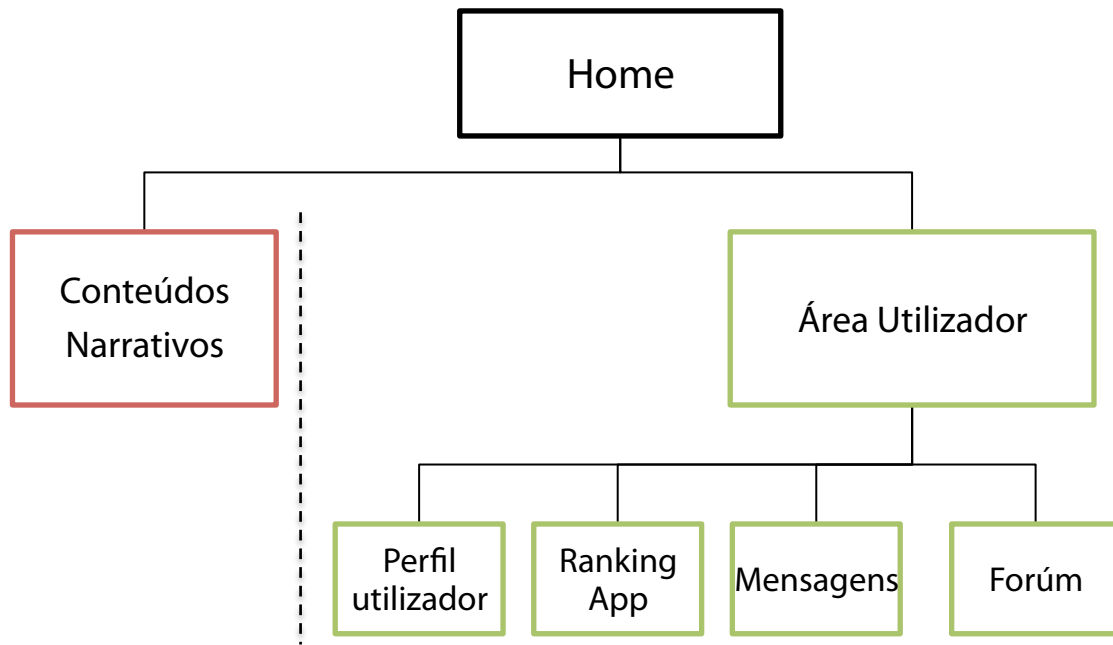 Home
Conteúdos
Narrativos
Área Utilizador
Perfil
utilizador
Ranking
App
Mensagens
Forúm